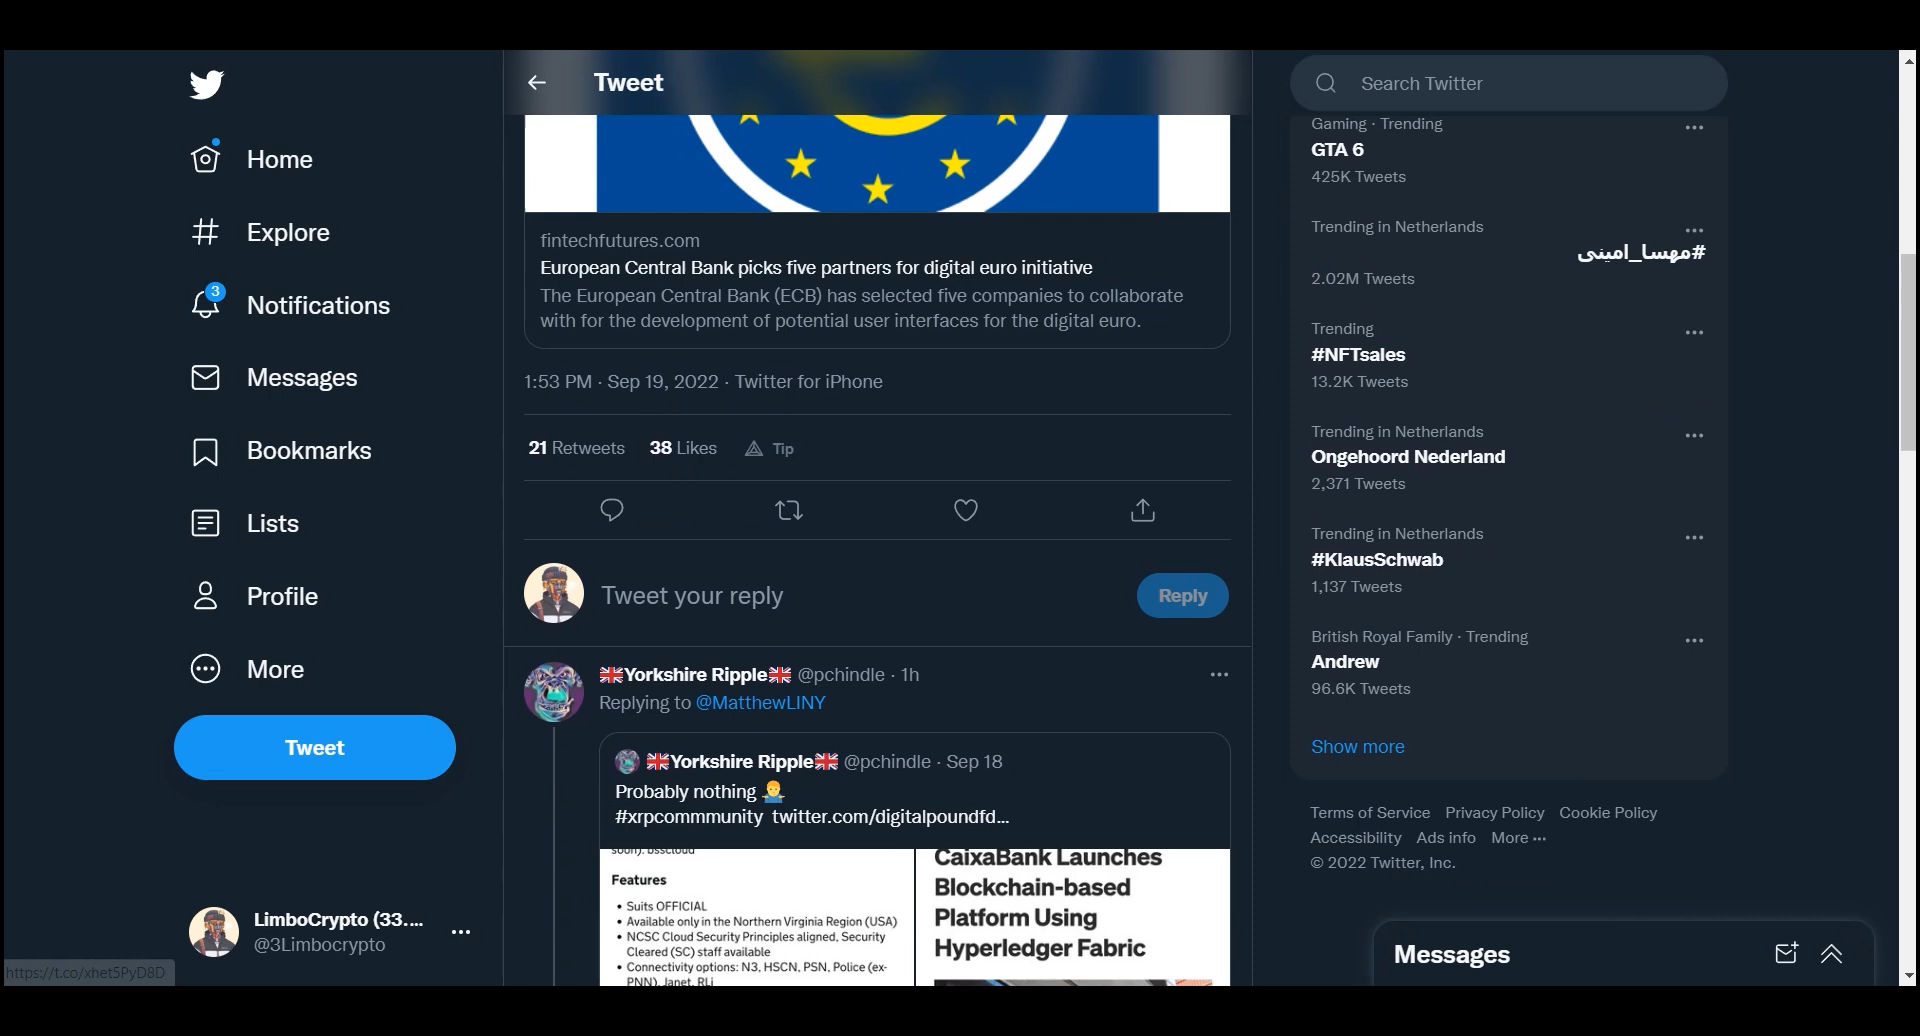 Home
Explore
3
Notifications
Messages
Bookmarks
Lists
Profile
More
Tweet
LimboCrypto (33....
@3Limbocrypto
https://t.co/xhet5PyD8D
Tweet
fintechfutures.com
European Central Bank picks five partners for digital euro initiative
The European Central Bank (ECB) has selected five companies to collaborate
with for the development of potential user interfaces for the digital euro.
1:53 PM · Sep 19, 2022 · Twitter for iPhone
21 Retweets 38 Likes Tip
Tweet your reply
Reply
Yorkshire Ripple @pchindle · 1h
Replying to @MatthewLINY
Yorkshire Ripple @pchindle · Sep 18
Probably nothing
#xrpcommmunity twitter.com/digitalpoundfd...
soon): bsscloud
Features
• Suits OFFICIAL
• Available only in the Northern Virginia Region (USA)
• NCSC Cloud Security Principles aligned, Security
Cleared (SC) staff available
• Connectivity options: N3, HSCN, PSN, Police (ex-
PNN), Janet, RLi
CaixaBank Launches
Blockchain-based
Platform Using
Hyperledger Fabric
Search Twitter
Gaming · Trending
GTA 6
425K Tweets
Trending in Netherlands
#مهسا_امینی
2.02M Tweets
Trending
#NFTsales
13.2K Tweets
Trending in Netherlands
Ongehoord Nederland
2,371 Tweets
Trending in Netherlands
#KlausSchwab
1,137 Tweets
British Royal Family · Trending
Andrew
96.6K Tweets
Show more
Terms of Service Privacy Policy Cookie Policy
Accessibility Ads info More ···
© 2022 Twitter, Inc.
Messages